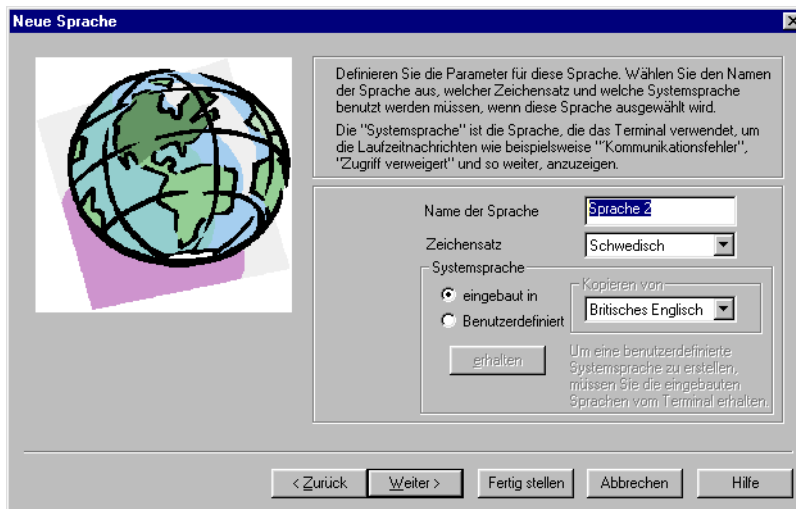 Neue Sprache
Definieren Sie die Parameter für diese Sprache. Wählen Sie den Namen
der Sprache aus, welcher Zeichensatz und welche Systemsprache
benutzt werden müssen, wenn diese Sprache ausgewählt wird.
Die "Systemsprache" ist die Sprache, die das Terminal verwendet, um
die Laufzeitnachrichten wie beispielsweise "´Kommunikationsfehler",
"Zugriff verweigert" und so weiter, anzuzeigen.
Name der Sprache
Sprache 2
Zeichensatz
Schwedisch
Systemsprache
eingebaut in
Benutzerdefiniert
Kopieren von
Britisches Englisch
erhalten
Um eine benutzerdefinierte
Systemsprache zu erstellen,
müssen Sie die eingebauten
Sprachen vom Terminal erhalten.
< Zurück
Weiter >
Fertig stellen
Abbrechen
Hilfe